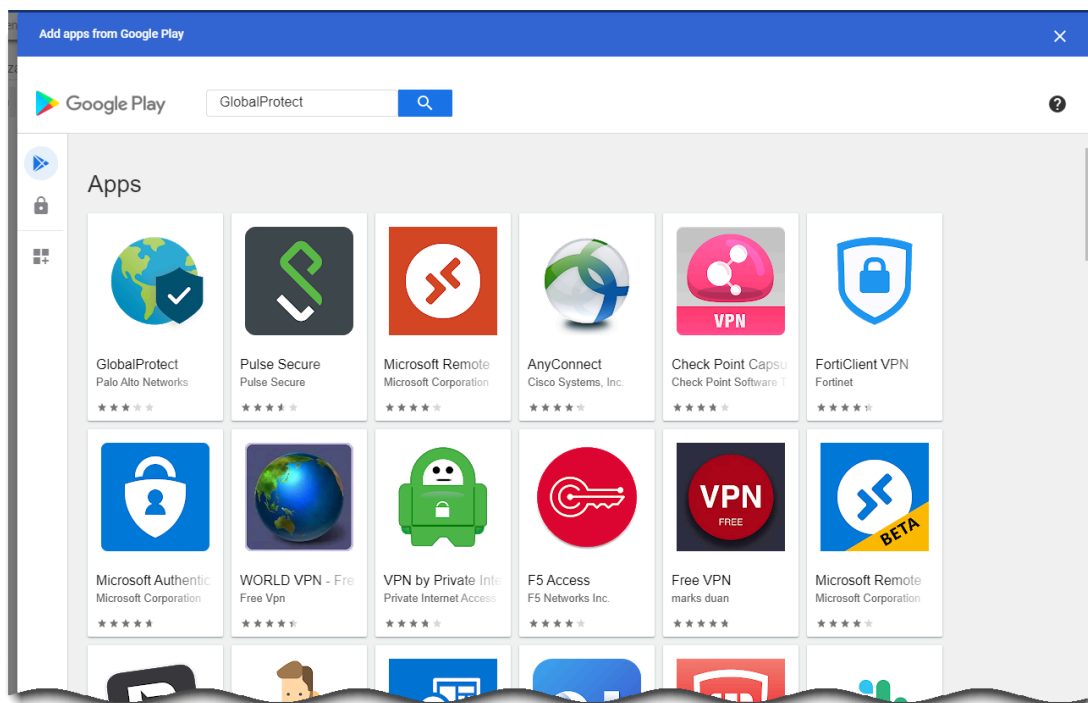 Add apps from Google Play
Google Play
GlobalProtect
Apps
VPN
GlobalProtect
Palo Alto Networks
Pulse Secure
Pulse Secure
Microsoft Remote
Microsoft Corporation
AnyConnect
Cisco Systems, Inc.
Check Point Capsu
Check Point Software T
FortiClient VPN
Fortinet
VPN
FREE
BETA
Microsoft Authentic
Microsoft Corporation
WORLD VPN - Fre
Free Vpn
VPN by Private Inte
Private Internet Access
F5 Access
F5 Networks Inc.
Free VPN
marks duan
Microsoft Remote
Microsoft Corporation